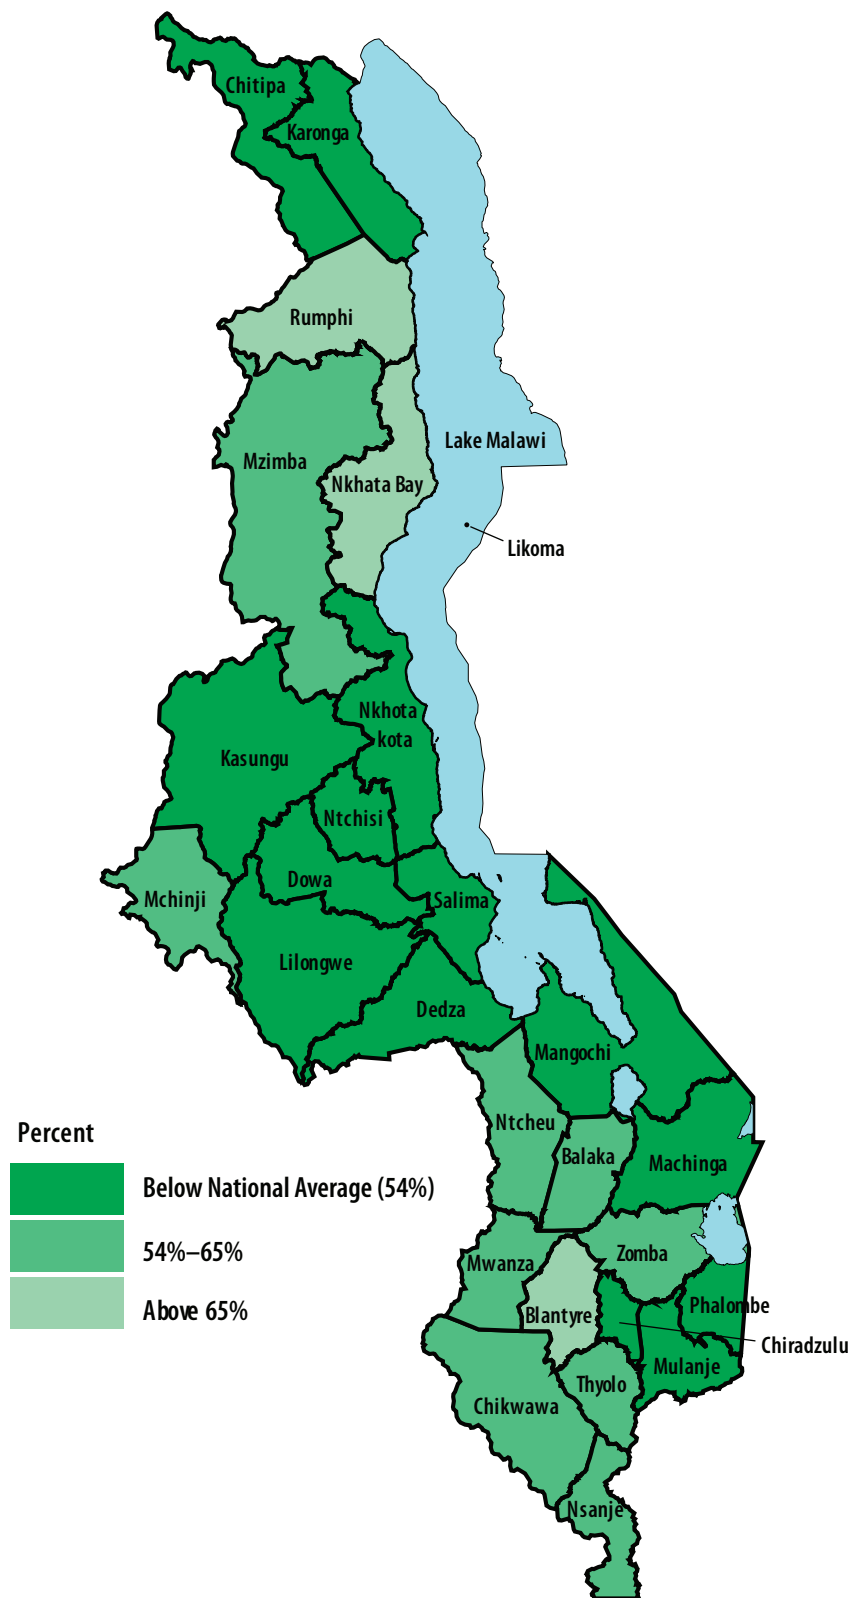 Chitipa
Karonga
Rumphi
Lake Malawi
Mzimba
Nkhata Bay
Likoma
Nkhota
kota
Kasungu
Ntchisi
Dowa
Mchinji
Salima
Lilongwe
Dedza
Mangochi
Ntcheu
Percent
Balaka
Machinga
Below National Average (54%)
54%–65%
Zomba
Mwanza
Above 65%
Blantyre
Phalombe
Chiradzulu
Mulanje
Thyolo
Chikwawa
Nsanje